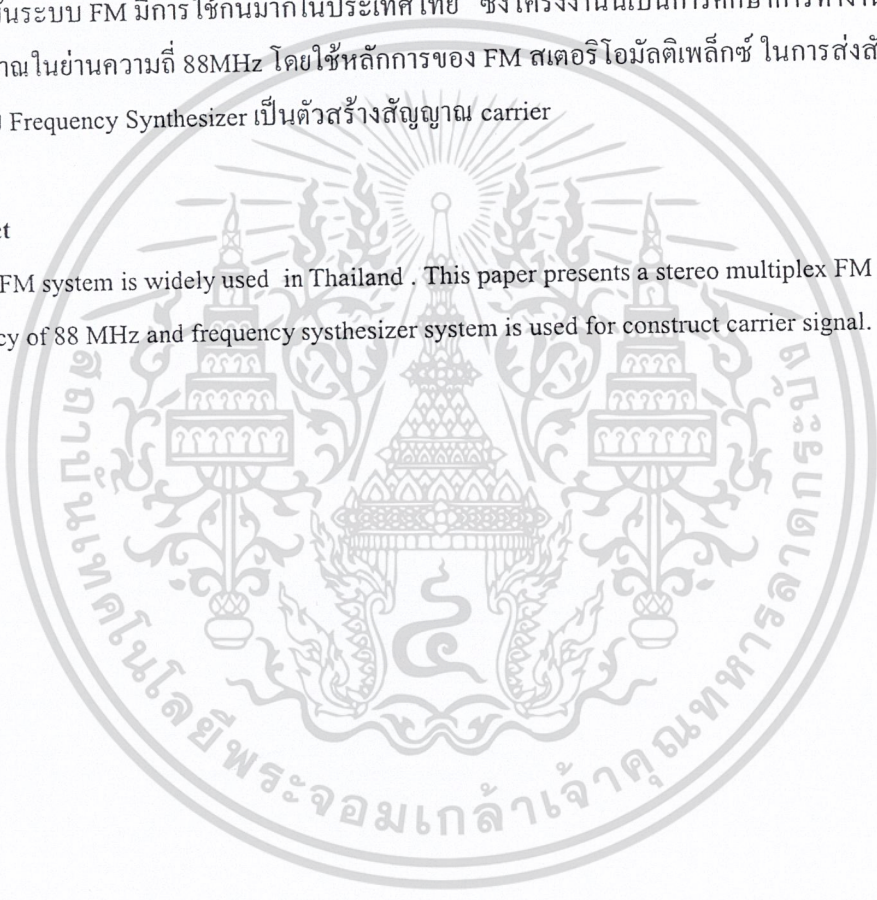 นระบบ FM มีการใช้กันมากในประเทศไทย ซึ่งโครงงานนี้เป็นการศึกษาการทำงาน
าณในย่านความถี่ 88MHz โดยใช้หลักการของ FM สเตอริโอมัลติเพล็กซ์ ในการส่งสั
Frequency Synthesizer เป็นตัวสร้างสัญญาณ carrier
ct
FM system is widely used in Thailand . This paper presents a stereo multiplex FM
cy of 88 MHz and frequency systhesizer system is used for construct carrier signal.
สถาบันเทคโนโลยีพระจอมเกล้าเจ้าคุณทหารลาดกระบัง